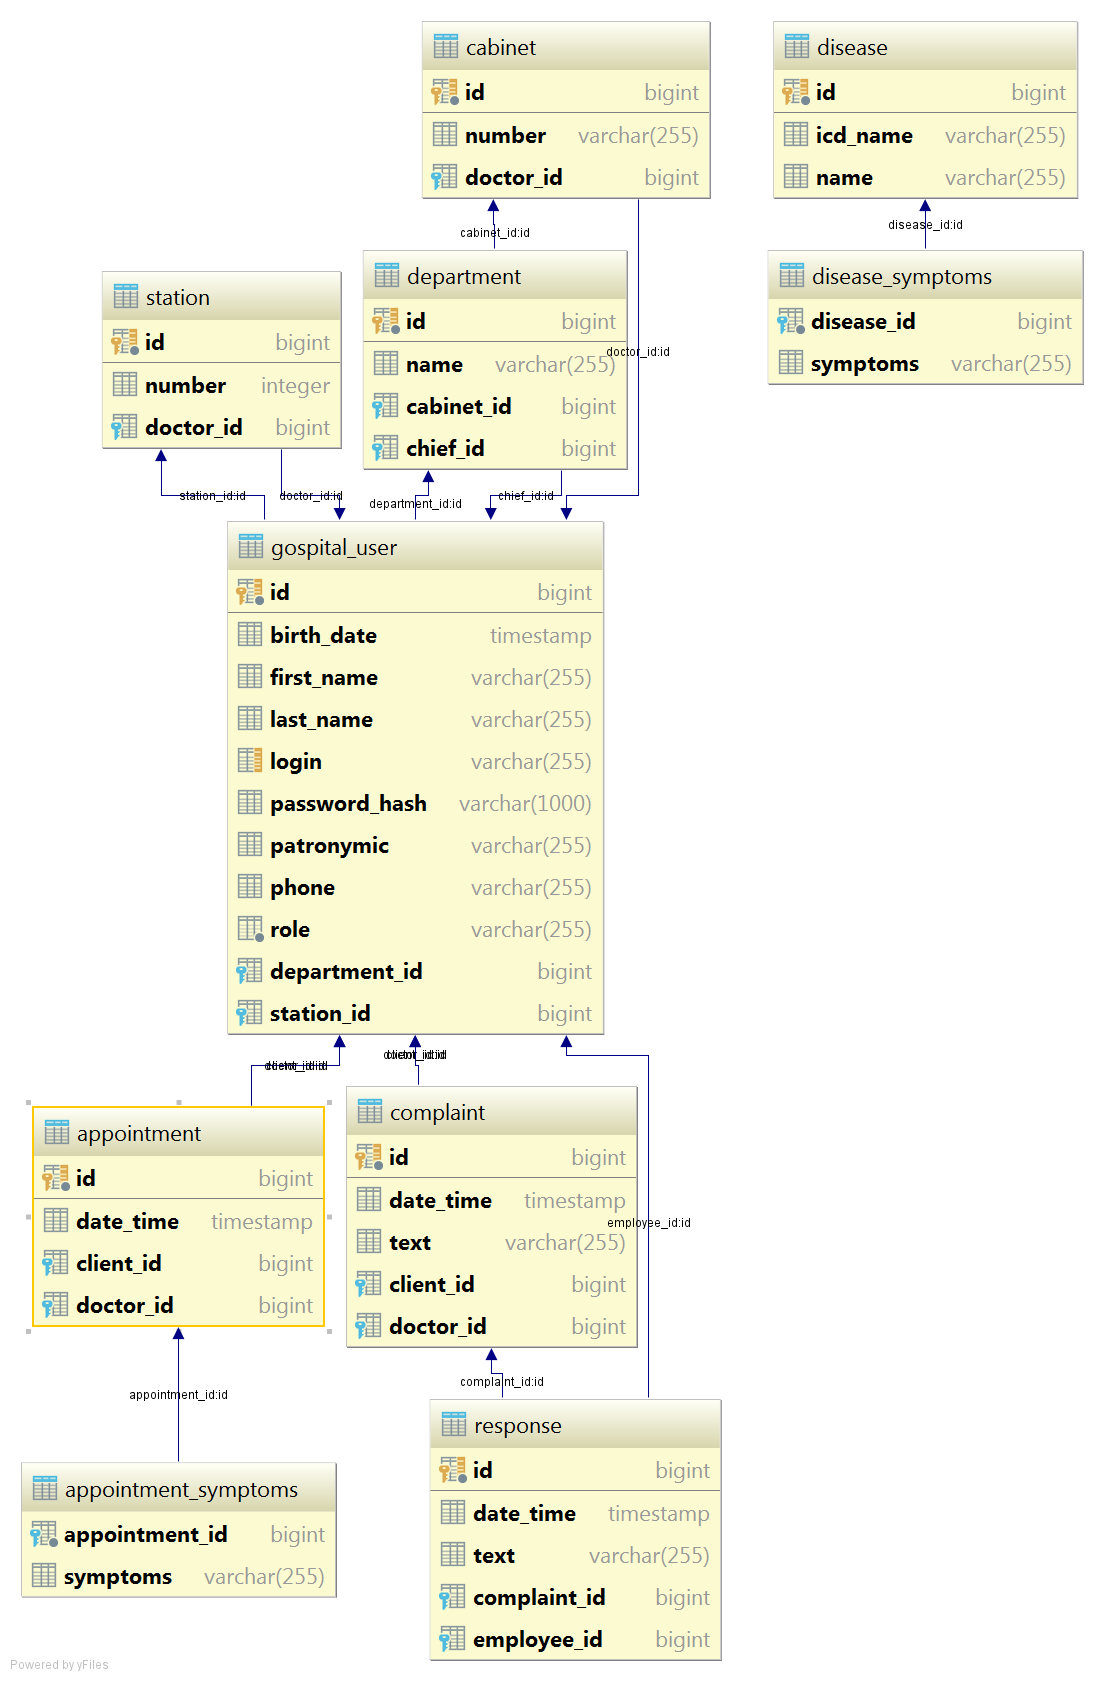 cabinet
id bigint
number varchar(255)
doctor_id bigint
disease
id bigint
icd_name varchar(255)
name varchar(255)
cabinet_id:id
disease_id:id
station
id bigint
number integer
doctor_id bigint
department
id bigint
name varchar(255)
cabinet_id bigint
chief_id bigint
doctor_id:id
disease_symptoms
disease_id bigint
symptoms varchar(255)
station_id:id
doctor_id:id
department_id:id
chief_id:id
gospital_user
id bigint
birth_date timestamp
first_name varchar(255)
last_name varchar(255)
login varchar(255)
password_hash varchar(1000)
patronymic varchar(255)
phone varchar(255)
role varchar(255)
department_id bigint
station_id bigint
appointment
id bigint
date_time timestamp
client_id bigint
doctor_id bigint
complaint
id bigint
date_time timestamp
text varchar(255)
client_id bigint
doctor_id bigint
employee_id:id
appointment_id:id
complaint_id:id
appointment_symptoms
appointment_id bigint
symptoms varchar(255)
response
id bigint
date_time timestamp
text varchar(255)
complaint_id bigint
employee_id bigint
Powered by yFiles